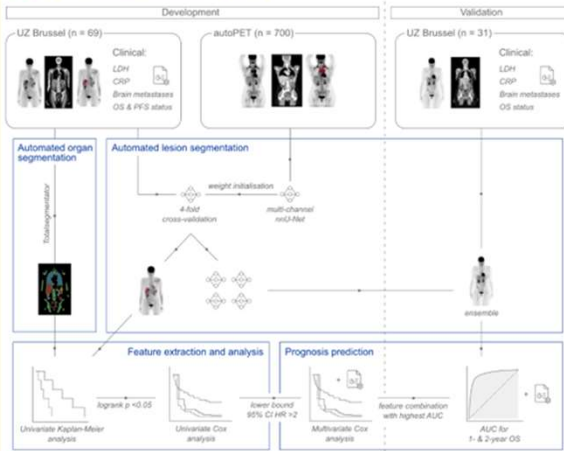 Development
Validation
UZ Brussel (n = 69)
autoPET (n = 700)
UZ Brussel (n = 31)
Clinical:
LDH
CRP
Brain metastases
OS & PFS status
Clinical:
LDH
CRP
Brain metastases
OS status
Automated organ
segmentation
Automated lesion segmentation
Totalsegmentator
weight initialisation
4-fold
cross-validation
multi-channel
nnU-Net
ensemble
Feature extraction and analysis
Prognosis prediction
logrank p <0.05
lower bound
95% CI HR >2
feature combination
with highest AUC
Univariate Kaplan-Meier
analysis
Univariate Cox
analysis
Multivariate Cox
analysis
AUC for
1- & 2-year OS